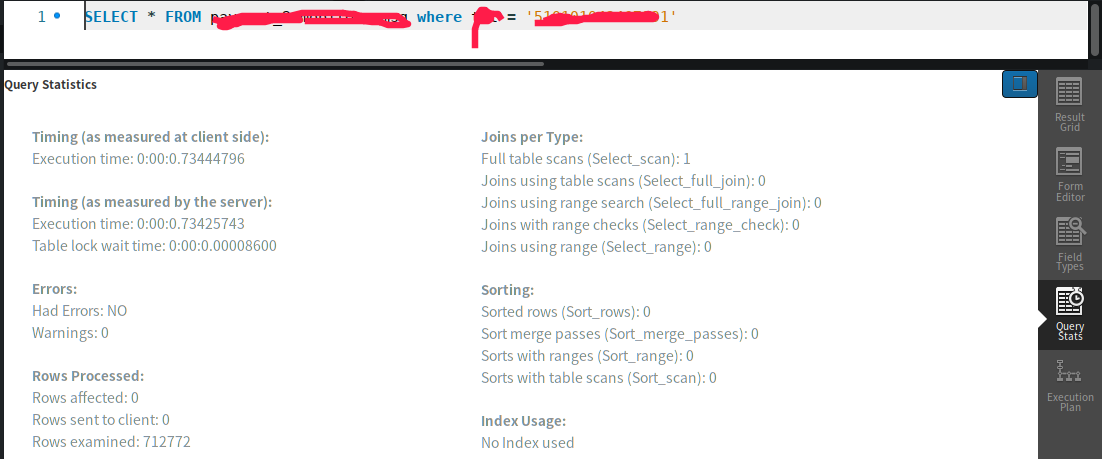 1 SELECT * FROM where = '
Query Statistics
Timing (as measured at client side):
Execution time: 0:00:0.73444796
Timing (as measured by the server):
Execution time: 0:00:0.73425743
Table lock wait time: 0:00:0.00008600
Errors:
Had Errors: NO
Warnings: 0
Rows Processed:
Rows affected: 0
Rows sent to client: 0
Rows examined: 712772
Joins per Type:
Full table scans (Select_scan): 1
Joins using table scans (Select_full_join): 0
Joins using range search (Select_full_range_join): 0
Joins with range checks (Select_range_check): 0
Joins using range (Select_range): 0
Sorting:
Sorted rows (Sort_rows): 0
Sort merge passes (Sort_merge_passes): 0
Sorts with ranges (Sort_range): 0
Sorts with table scans (Sort_scan): 0
Index Usage:
No Index used
Result
Grid
Form
Editor
Field
Types
Query
Stats
Execution
Plan